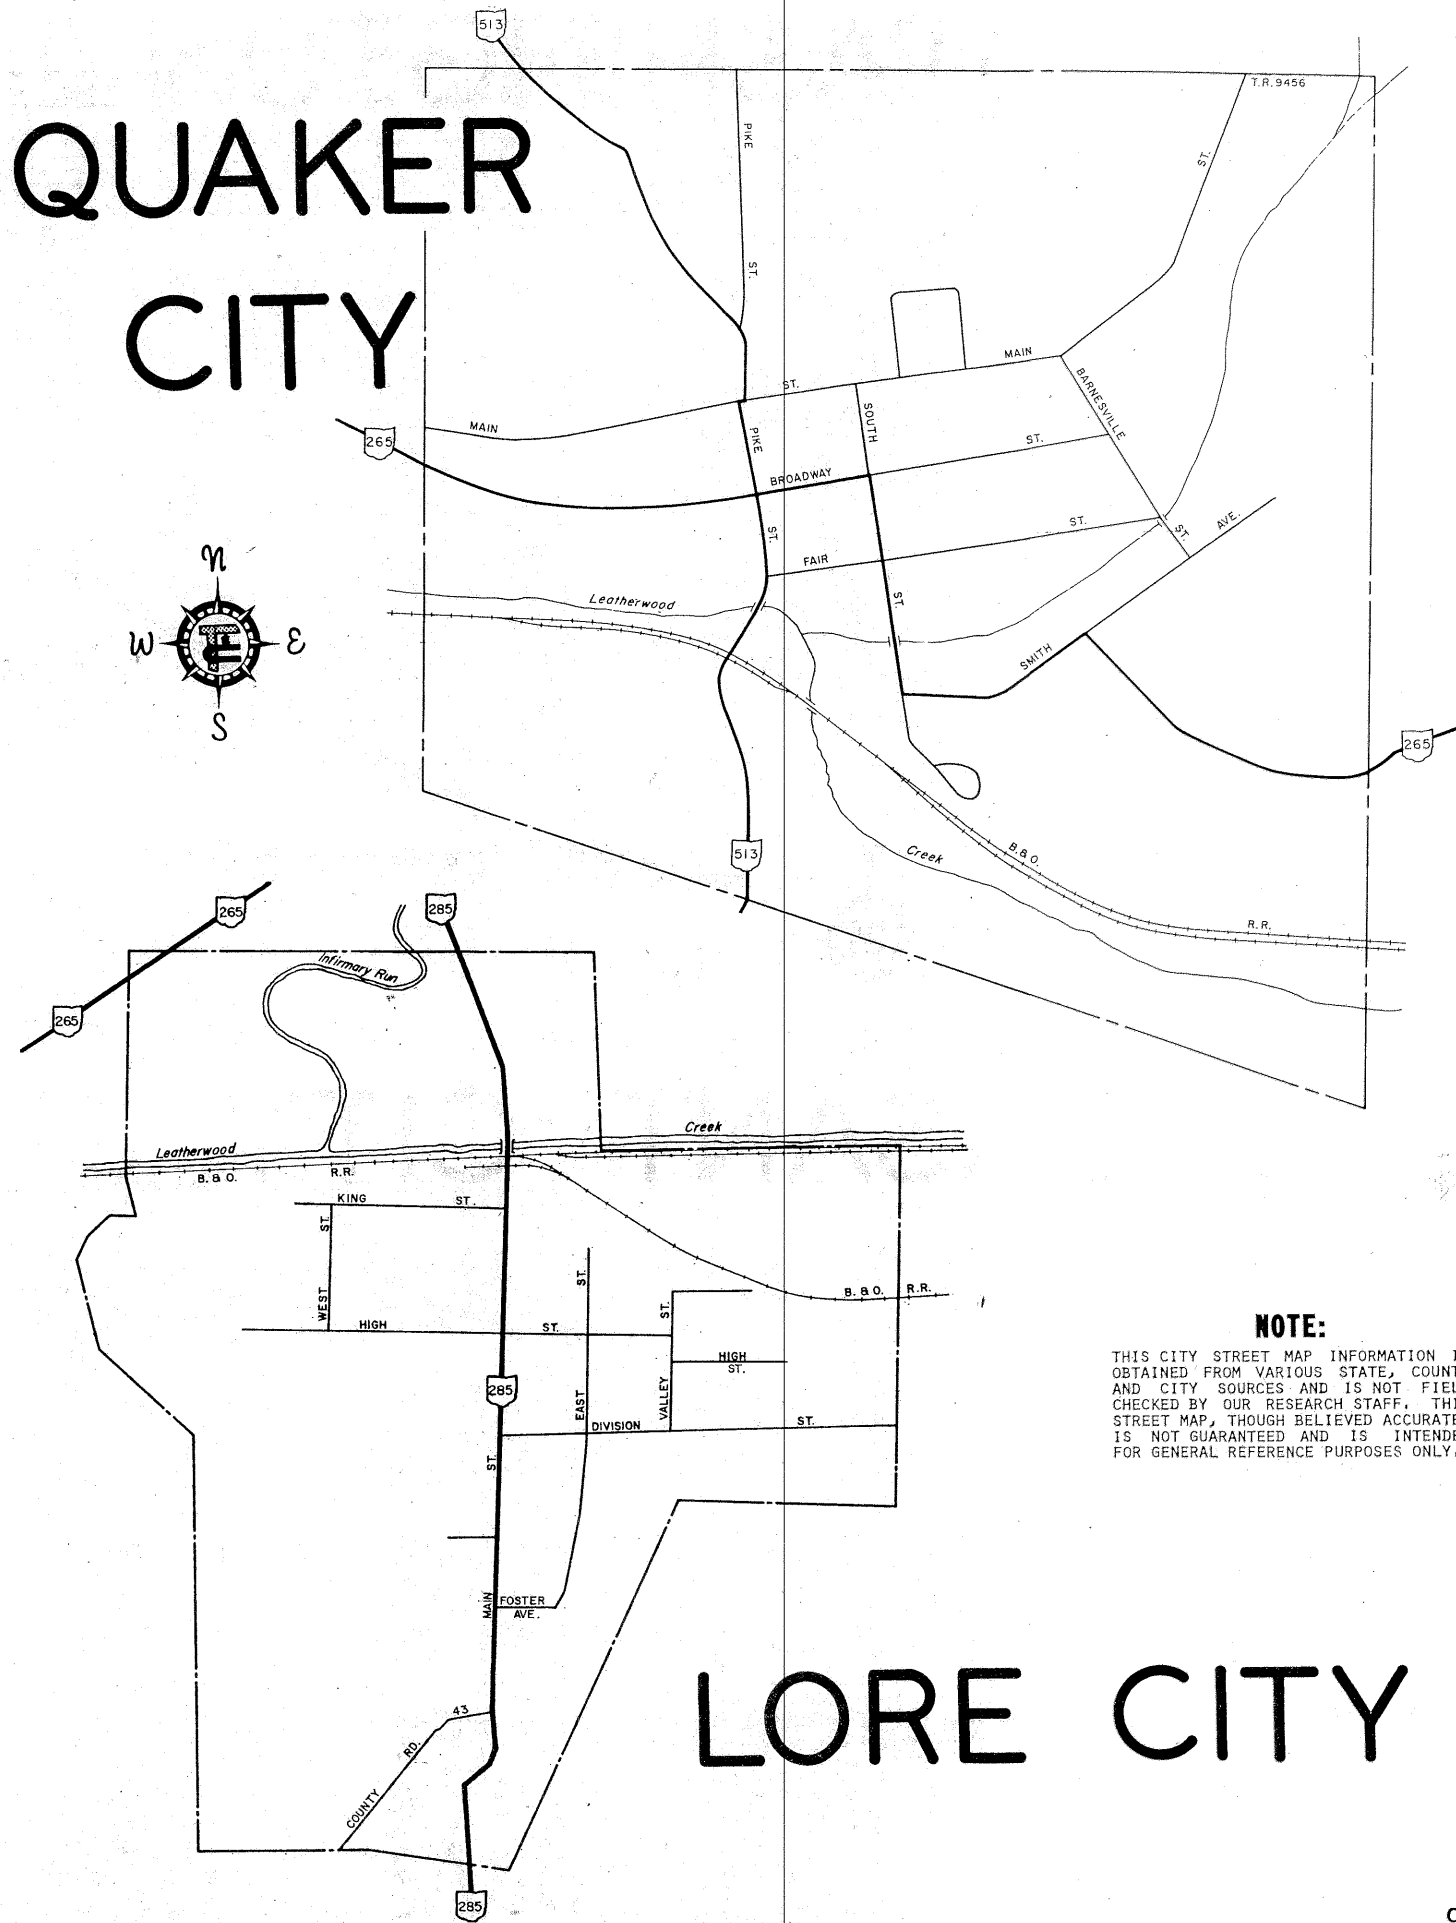 513
T.R. 9456
QUAKER
PIKE
ST.
ST.
CITY
MAIN
ST.
BARNESVILLE
SOUTH
MAIN
PIKE
265
ST.
BROADWAY
ST.
ST.
ST.
AVE.
FAIR
N
Leatherwood
ST.
W
E
SMITH
S
265
513
B. & O.
Creek
R.R.
265
285
Infirmary Run
265
Creek
Leatherwood
B. & O.
R.R.
KING
ST.
ST.
ST.
B. & O.
R.R.
WEST
ST.
HIGH
ST.
HIGH
ST.
285
EAST
VALLEY
DIVISION
ST.
ST.
NOTE:
THIS CITY STREET MAP INFORMATION I
OBTAINED FROM VARIOUS STATE, COUNT
AND CITY SOURCES AND IS NOT FIEL
CHECKED BY OUR RESEARCH STAFF. THI
STREET MAP, THOUGH BELIEVED ACCURATE
IS NOT GUARANTEED AND IS INTENDE
FOR GENERAL REFERENCE PURPOSES ONLY.
MAIN
FOSTER
AVE.
LORE CITY
43
RD.
COUNTY
285